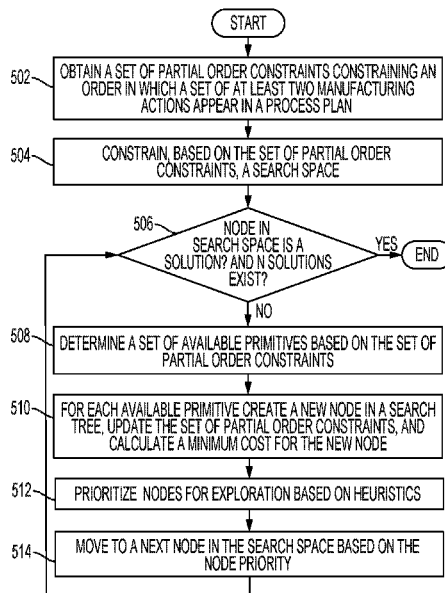 START
502
OBTAIN A SET OF PARTIAL ORDER CONSTRAINTS CONSTRAINING AN
ORDER IN WHICH A SET OF AT LEAST TWO MANUFACTURING
ACTIONS APPEAR IN A PROCESS PLAN
504
CONSTRAIN, BASED ON THE SET OF PARTIAL ORDER
CONSTRAINTS, A SEARCH SPACE
506
NODE IN
SEARCH SPACE IS A
SOLUTION? AND N SOLUTIONS
EXIST?
YES
END
NO
508
DETERMINE A SET OF AVAILABLE PRIMITIVES BASED ON THE SET OF
PARTIAL ORDER CONSTRAINTS
510
FOR EACH AVAILABLE PRIMITIVE CREATE A NEW NODE IN A SEARCH
TREE, UPDATE THE SET OF PARTIAL ORDER CONSTRAINTS, AND
CALCULATE A MINIMUM COST FOR THE NEW NODE
512
PRIORITIZE NODES FOR EXPLORATION BASED ON HEURISTICS
514
MOVE TO A NEXT NODE IN THE SEARCH SPACE BASED ON THE
NODE PRIORITY